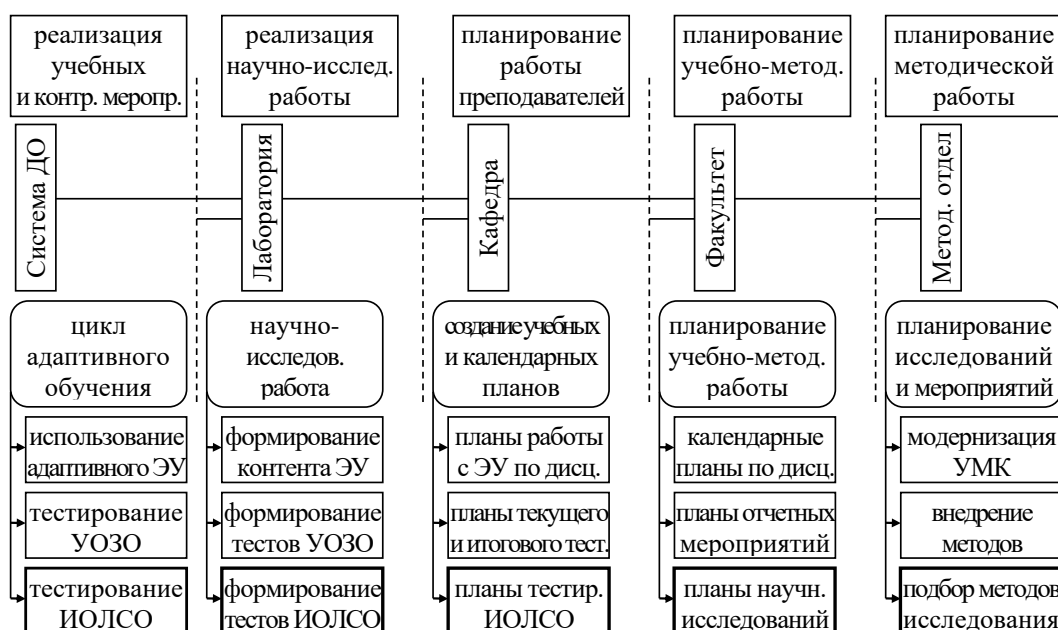 реализация
учебных
и контр. меропр.
реализация
научно-исслед.
работы
планирование
работы
преподавателей
планирование
учебно-метод.
работы
планирование
методической
работы
Система ДО
Лаборатория
Кафедра
Факультет
Метод. отдел
цикл
адаптивного
обучения
научно-
исследов.
работа
создание учебных
и календарных
планов
планирование
учебно-метод.
работы
планирование
исследований
и мероприятий
использование
адаптивного ЭУ
формирование
контента ЭУ
планы работы
с ЭУ по дисц.
календарные
планы по дисц.
модернизация
УМК
тестирование
УОЗО
формирование
тестов УОЗО
планы текущего
и итогового тест.
планы отчетных
мероприятий
внедрение
методов
тестирование
ИОЛСО
формирование
тестов ИОЛСО
планы тестир.
ИОЛСО
планы научн.
исследований
подбор методов
исследования